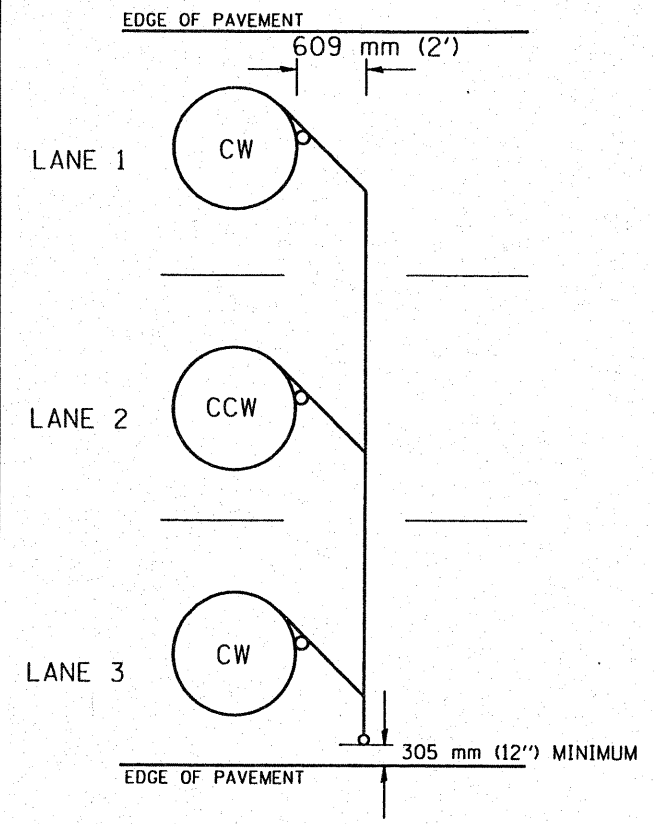 EDGE OF PAVEMENT
609 mm (2')
CW
LANE 1
CCW
LANE 2
CW
LANE 3
305 mm (12") MINIMUM
EDGE OF PAVEMENT